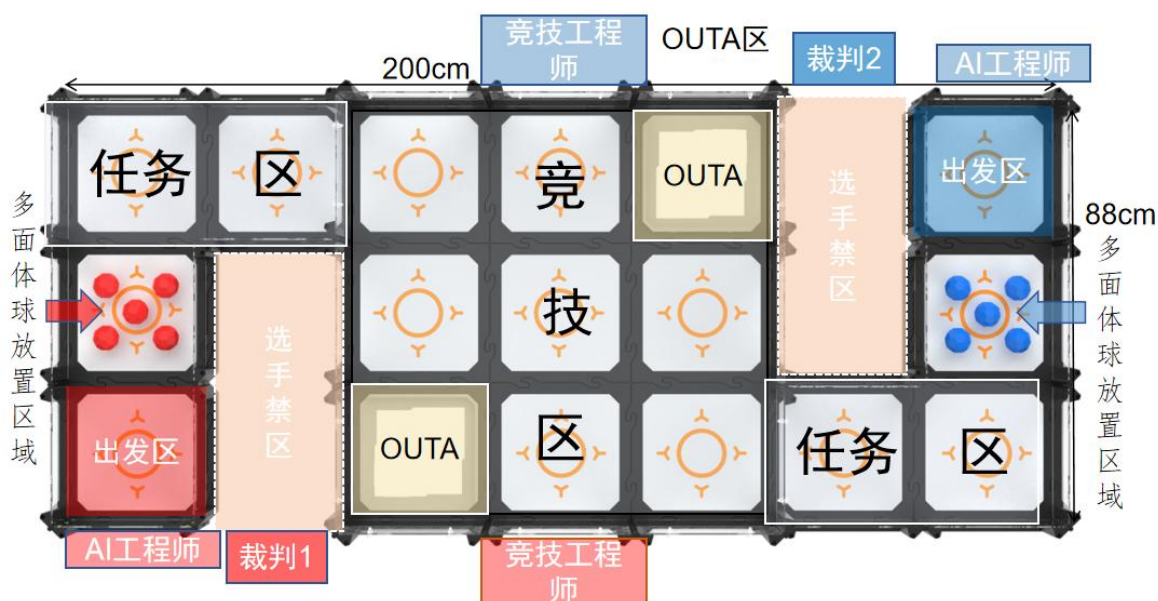 竞技工程
师
OUTA区
裁判2
AI工程师
200cm
任务
区
竞
OUTA
选手禁区
出发区
88cm
多面体球放置区域
多面体球放置区域
技
选手禁区
出发区
OUTA
区
任务
区
AI工程师
裁判1
竞技工程
师